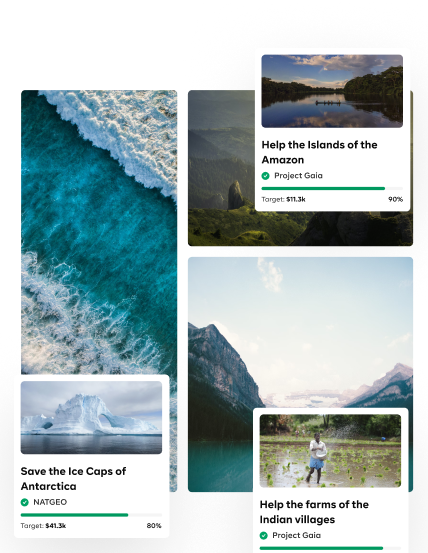 Help the Islands of the
Amazon
Project Gaia
Target: $11.3k 90%
Save the Ice Caps of
Antarctica
NATGEO
Target: $41.3k 80%
Help the farms of the
Indian villages
Project Gaia